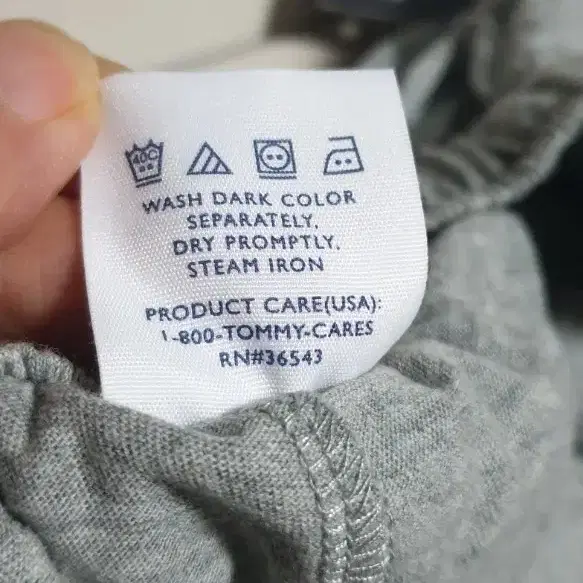 40C
WASH DARK COLOR
SEPARATELY,
DRY PROMPTLY,
STEAM IRON
PRODUCT CARE(USA):
1-800-TOMMY-CARES
RN#36543